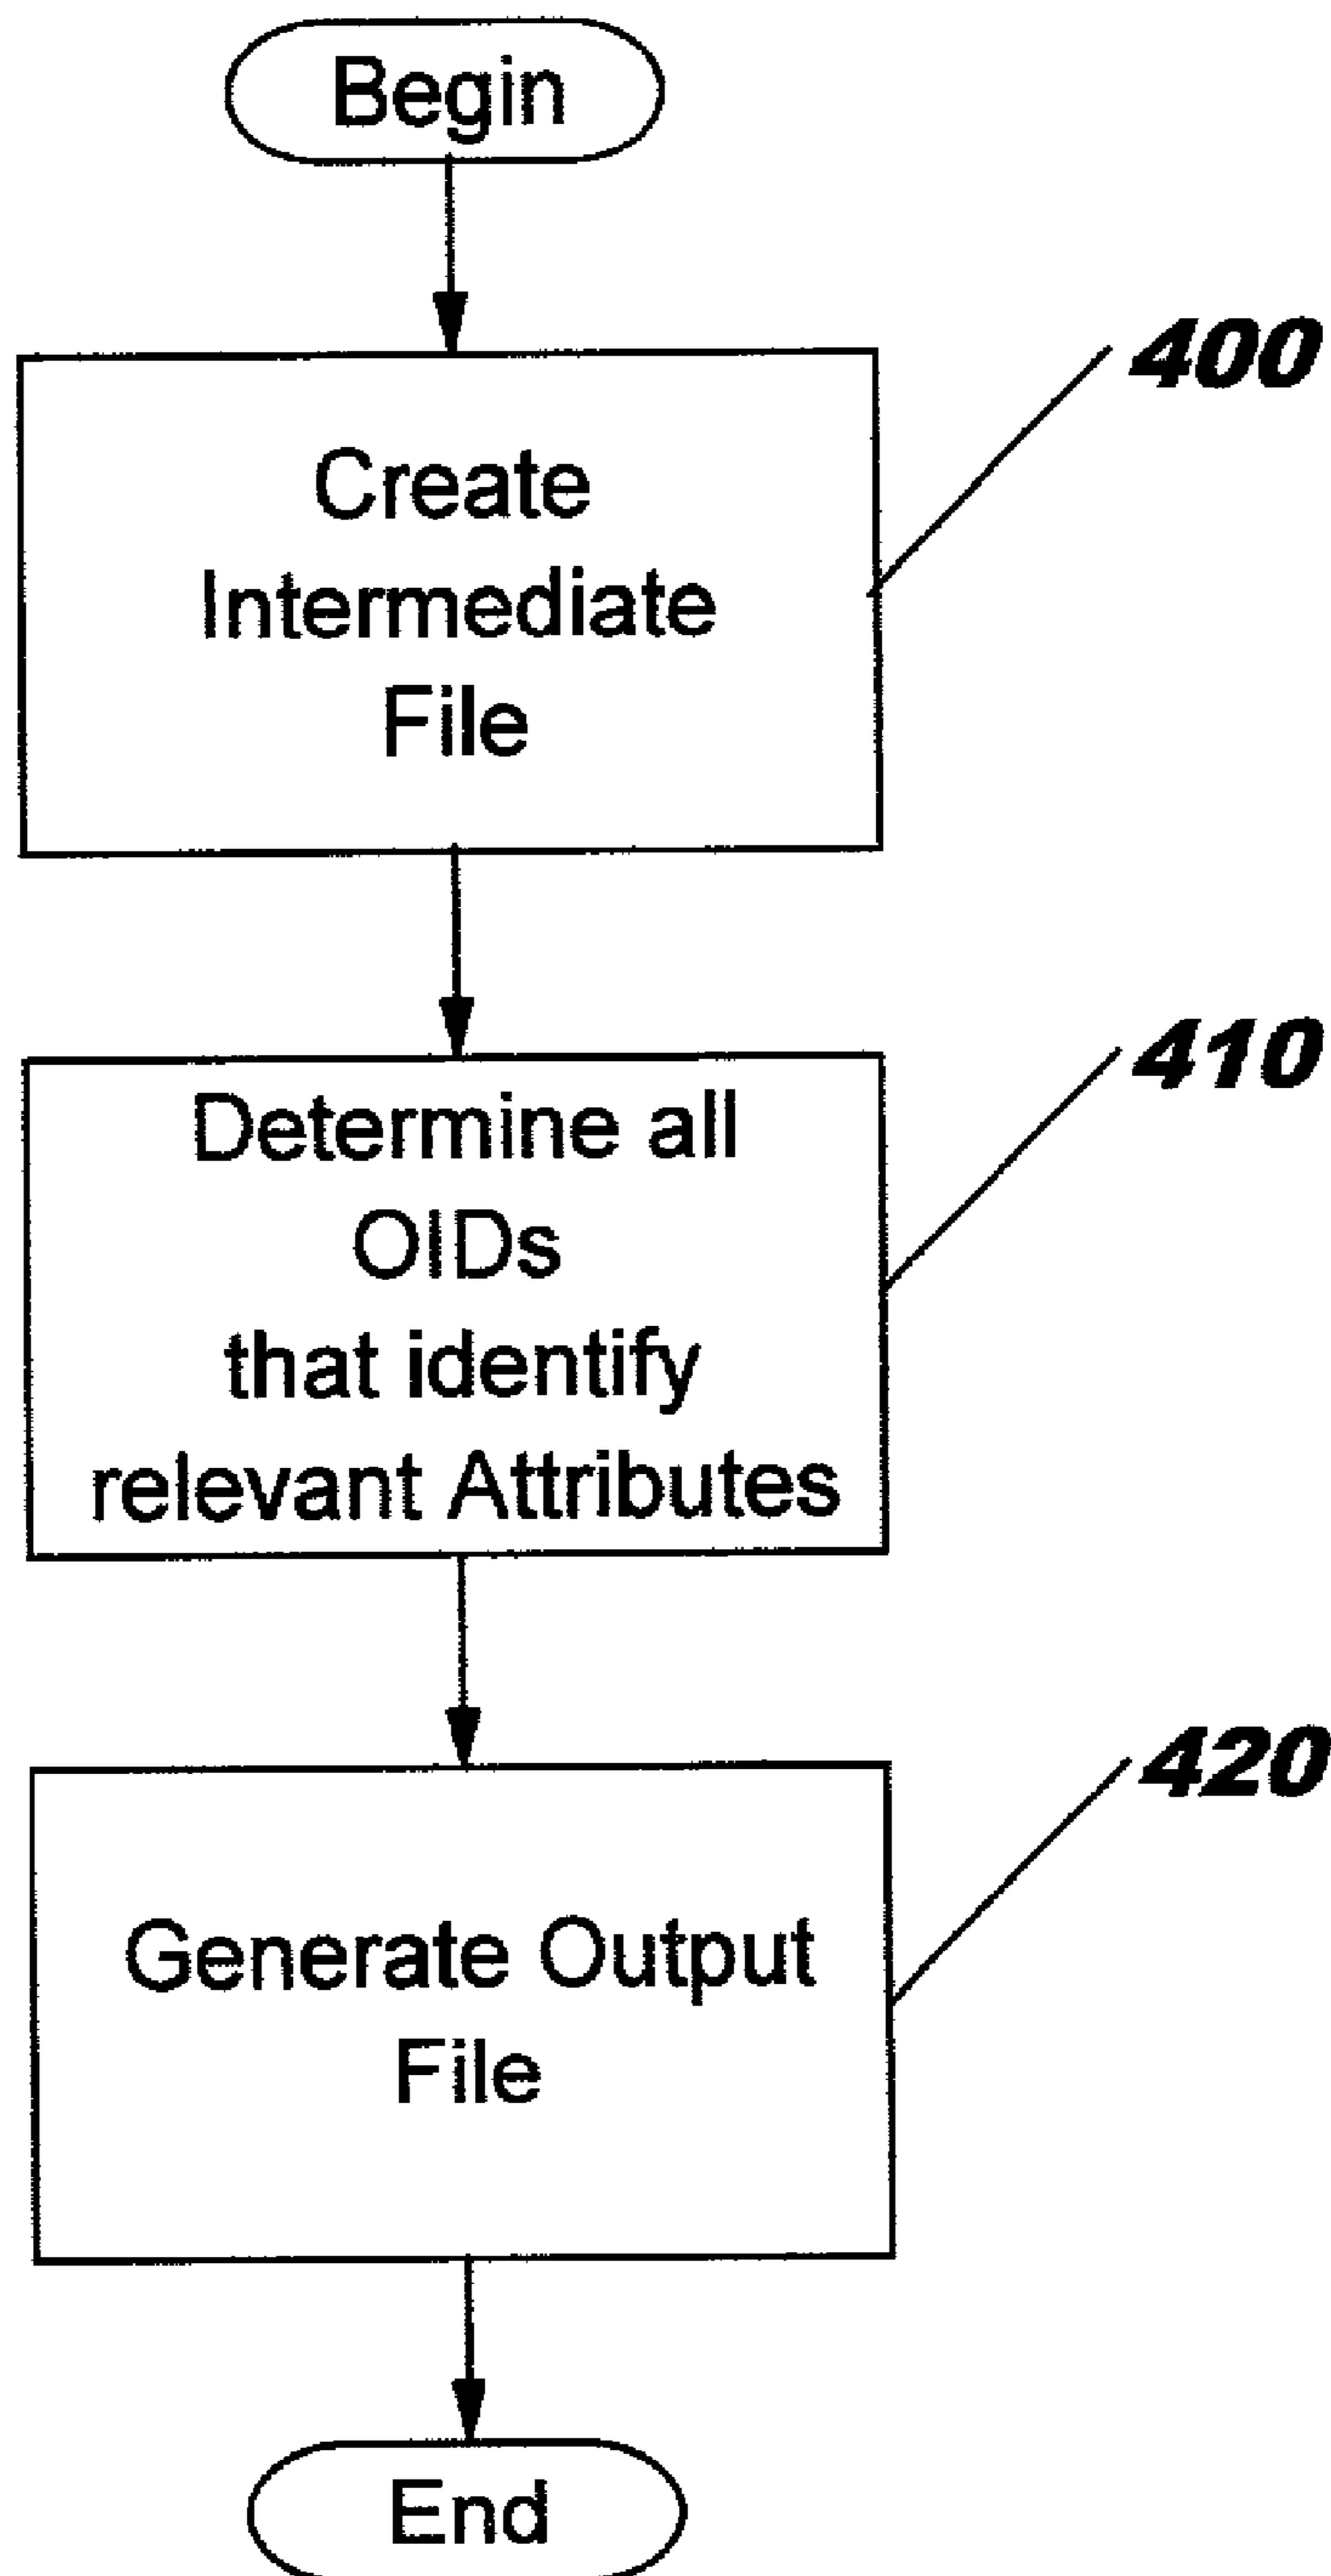 Begin
400
Create
Intermediate
File
410
Determine all
OIDs
that identify
relevant Attributes
420
Generate Output
File
End